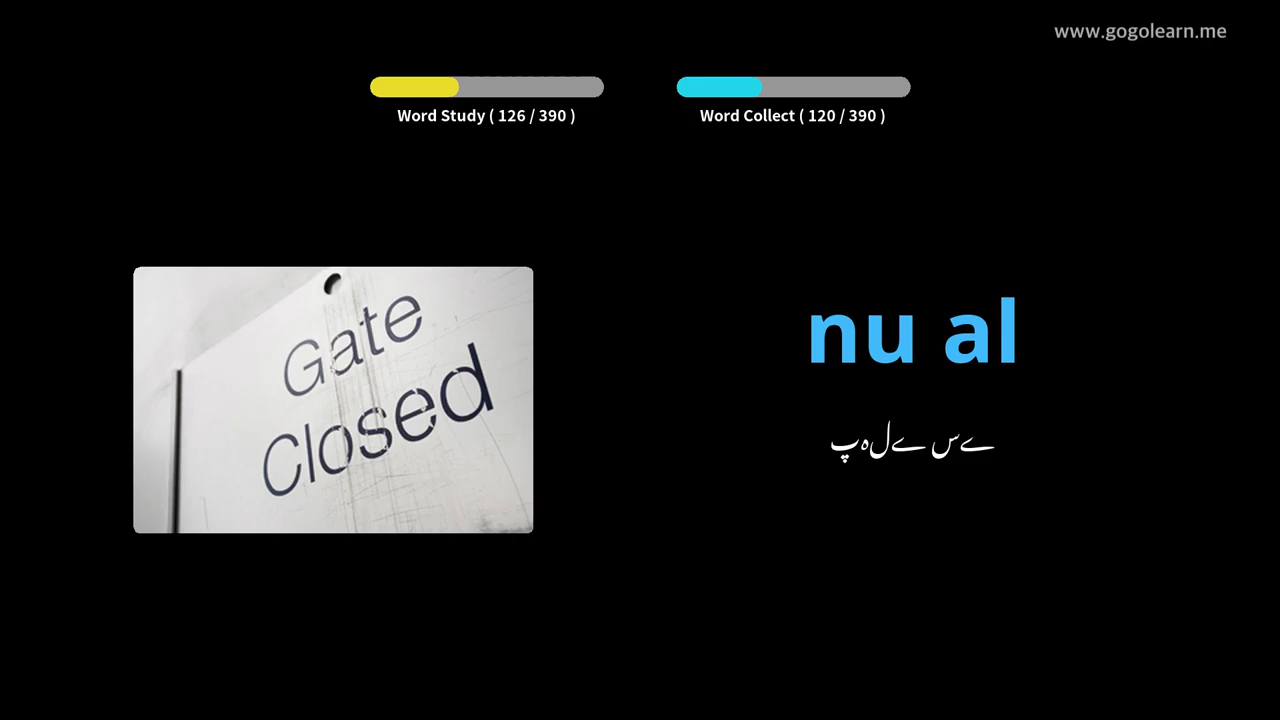 www.gogolearn.me
Word Study ( 126 / 390 )
Word Collect ( 120 / 390 )
Gate
Closed
nu al
پہلے سے